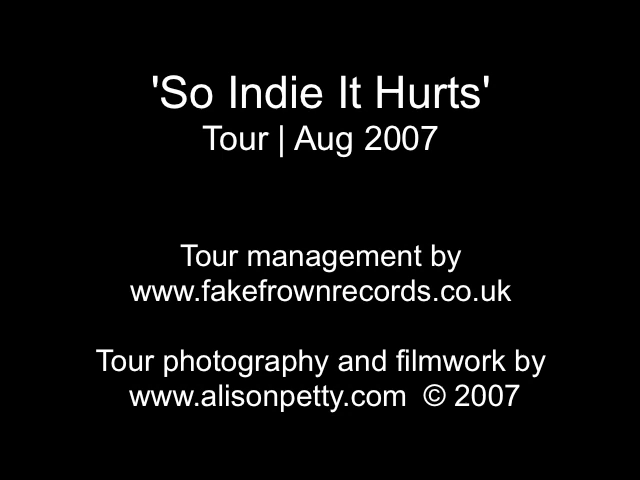 'So Indie It Hurts'
Tour | Aug 2007
Tour management by
www.fakefrownrecords.co.uk
Tour photography and filmwork by
www.alisonpetty.com © 2007